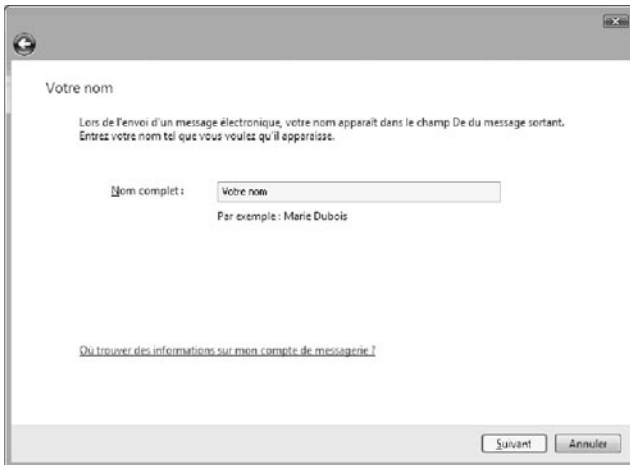 Votre nom
Lors de l'envoi d'un message électronique, votre nom apparaît dans le champ De du message sortant.
Entrez votre nom tel que vous voulez qu'il apparaisse.
Nom complet : Votre nom
Par exemple : Marie Dubois
Où trouver des informations sur mon compte de messagerie ?
Suivant Annuler